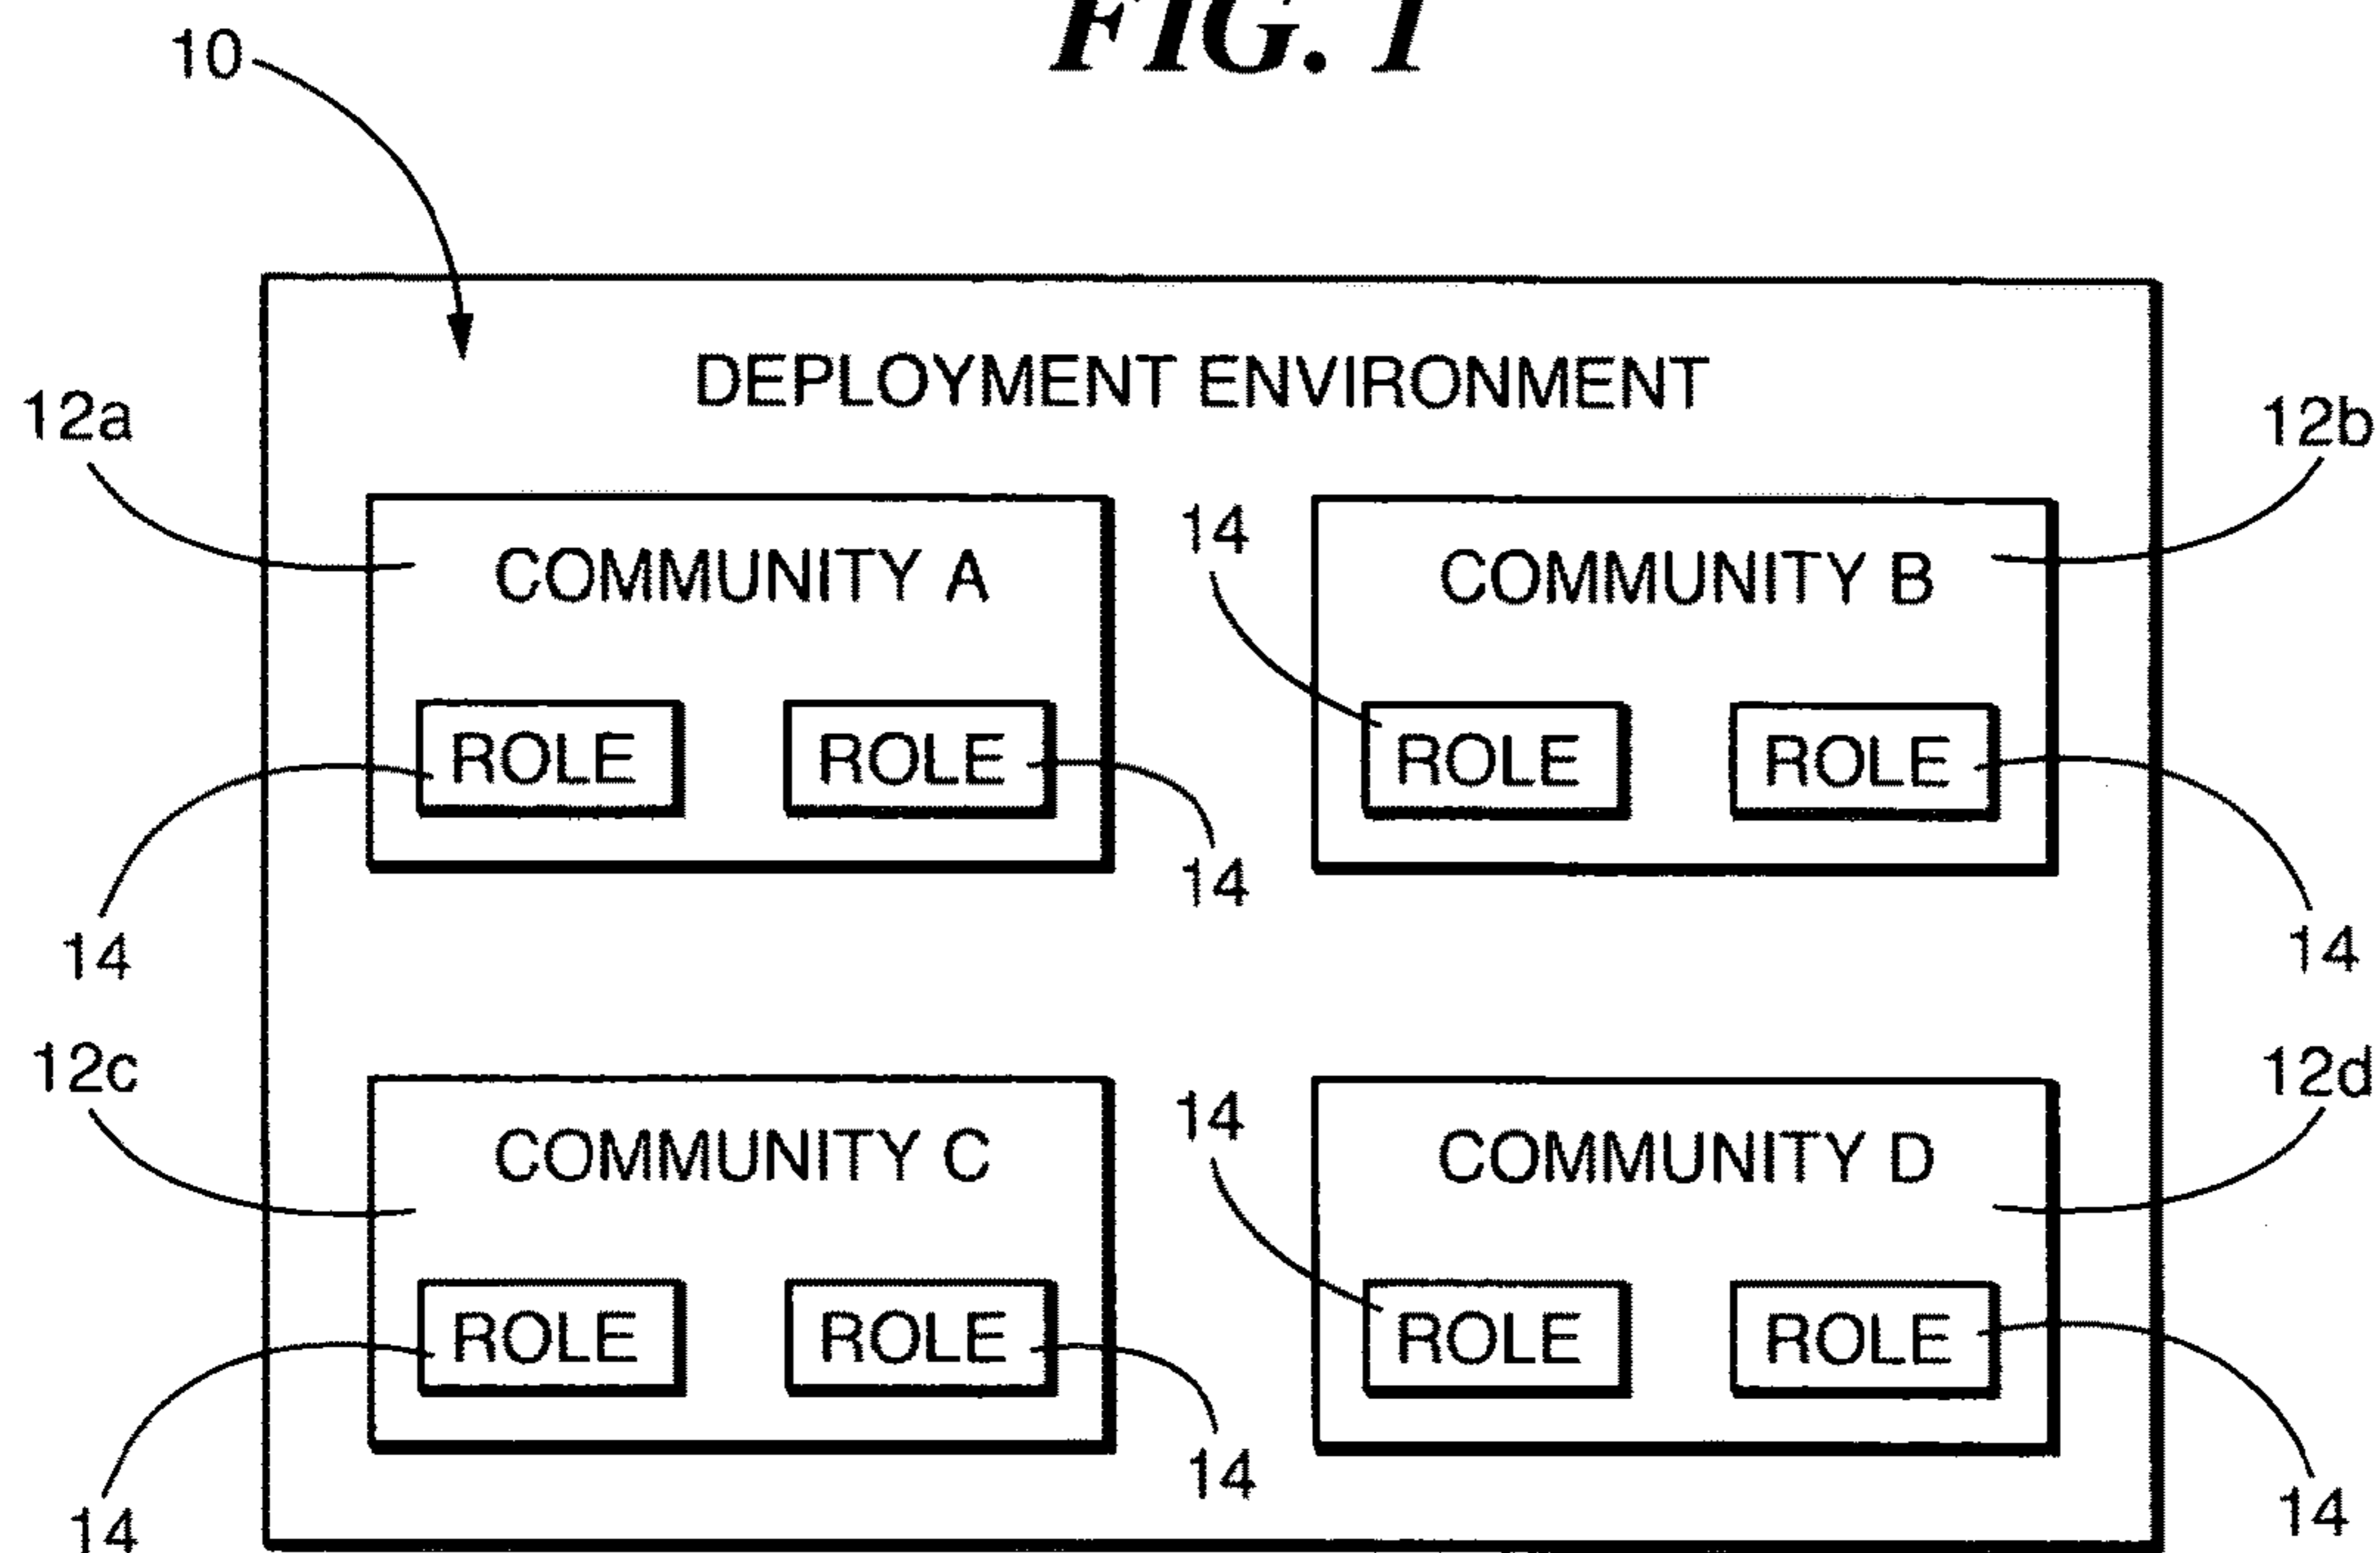 FIG. 1
10
DEPLOYMENT ENVIRONMENT
12a
12b
COMMUNITY A
14
COMMUNITY B
ROLE
ROLE
ROLE
ROLE
14
14
14
12c
12d
COMMUNITY C
14
COMMUNITY D
ROLE
ROLE
ROLE
ROLE
14
14
14